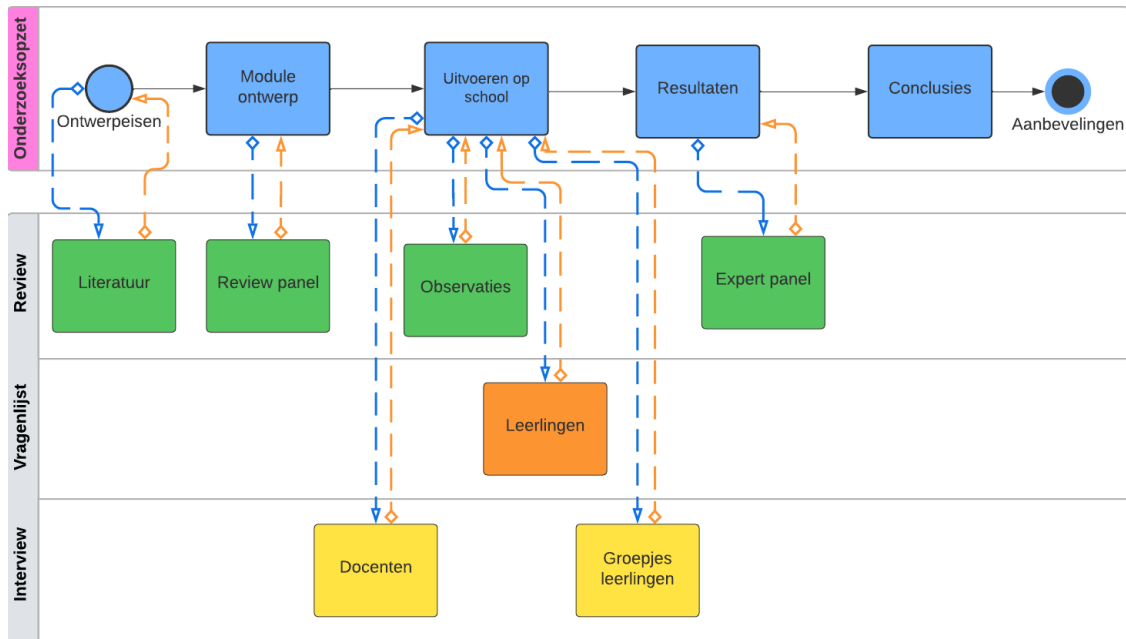 Onderzoeksopzet
Ontwerpeisen
Module
ontwerp
Uitvoeren op
school
Resultaten
Conclusies
Aanbevelingen
Review
Literatuur
Review panel
Observaties
Expert panel
Vragenlijst
Leerlingen
Interview
Docenten
Groepjes
leerlingen